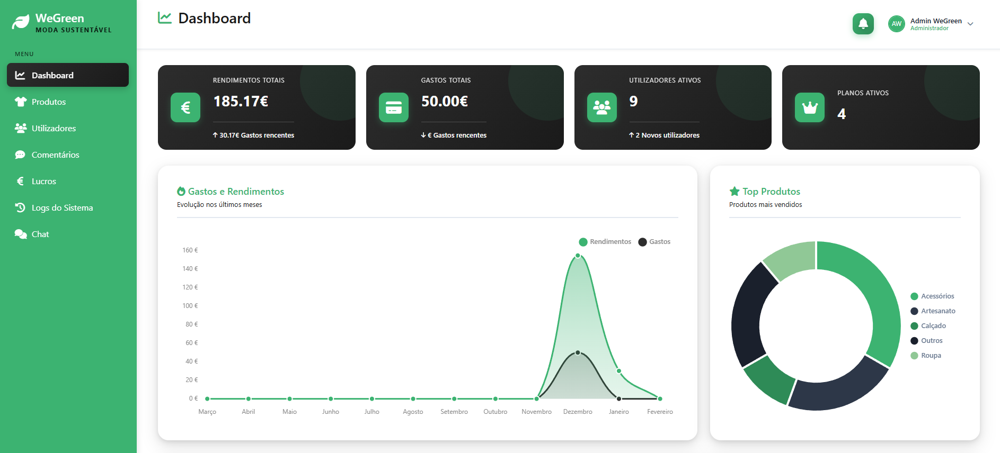 WeGreen
MODA SUSTENTÁVEL
MENU
Dashboard
Produtos
Utilizadores
Comentários
Lucros
Logs do Sistema
Chat
Dashboard
AW
Admin WeGreen
Administrador
RENDIMENTOS TOTAIS
185.17€
↑ 30.17€ Gastos rencentes
GASTOS TOTAIS
50.00€
↓ € Gastos rencentes
UTILIZADORES ATIVOS
9
↑ 2 Novos utilizadores
PLANOS ATIVOS
4
Gastos e Rendimentos
Evolução nos últimos meses
Rendimentos Gastos
160 €
140 €
120 €
100 €
80 €
60 €
40 €
20 €
0 €
Março Abril Maio Junho Julho Agosto Setembro Outubro Novembro Dezembro Janeiro Fevereiro
Top Produtos
Produtos mais vendidos
Acessórios
Artesanato
Calçado
Outros
Roupa